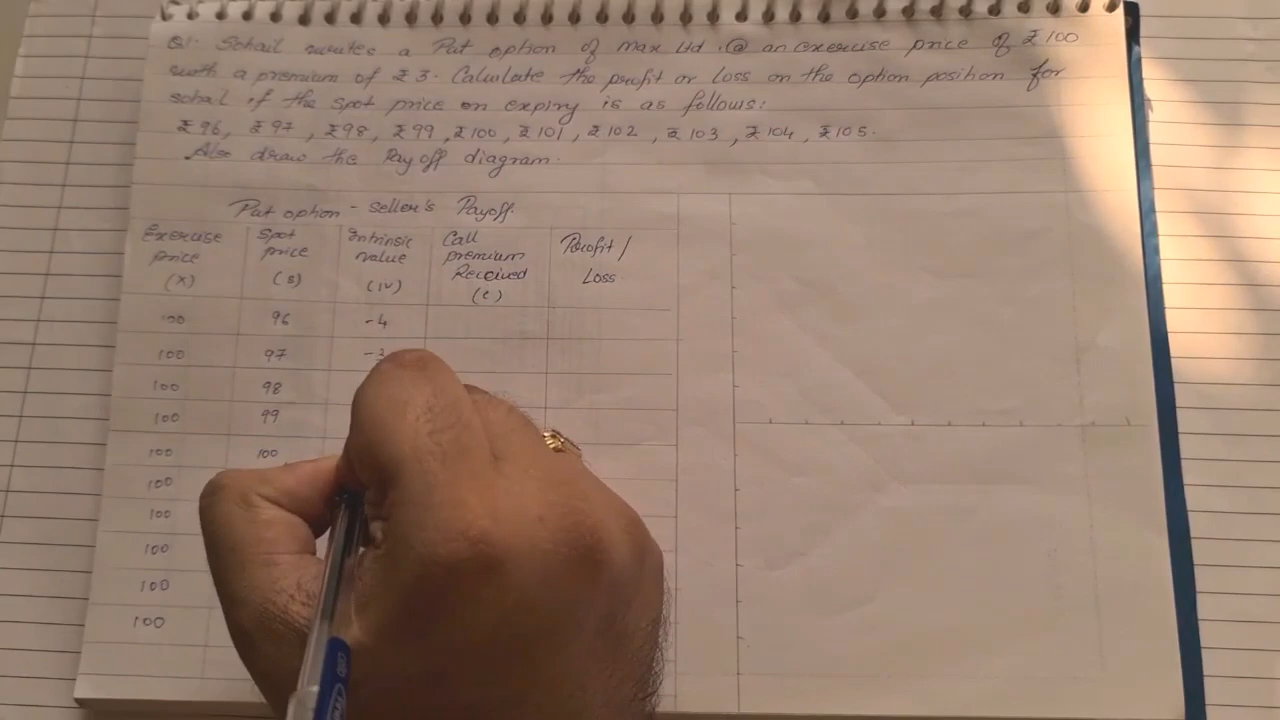 Q1. Sohail writes a Put option of Max Ltd. @ an exercise price of ₹ 100
with a premium of ₹ 3. Calculate the profit or loss on the option position for
sohail if the spot price on expiry is as follows:
₹ 96, ₹ 97, ₹ 98, ₹ 99, ₹ 100, ₹ 101, ₹ 102, ₹ 103, ₹ 104, ₹ 105.
Also draw the Pay off diagram.
Put option - seller's Payoff.
Exercise price (X) Spot price (S) Intrinsic value (IV) Call premium Received (C) Profit / Loss
100 96 -4
100 97 -3
100 98
100 99
100 100
100
100
100
100
100